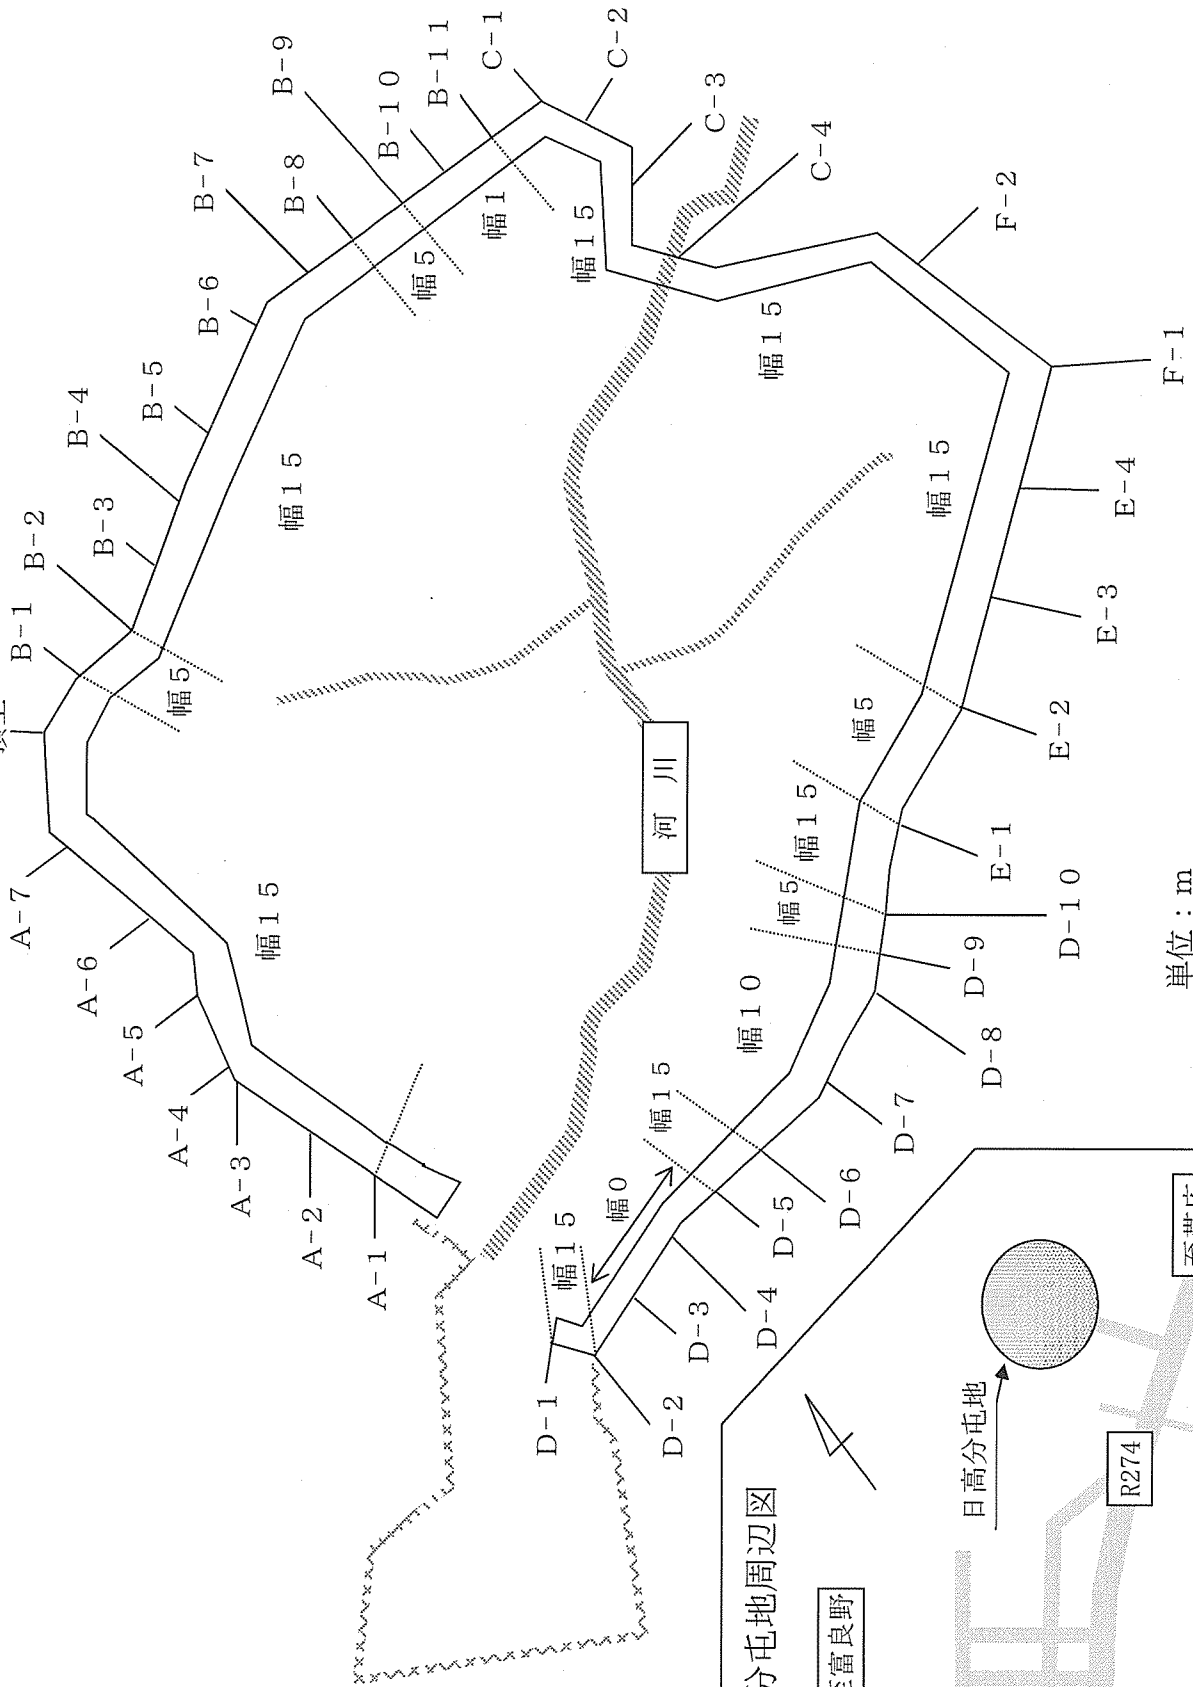 A-1
A-2
A-3
A-4
A-5
A-6
A-7
B-1
B-2
B-3
B-4
B-5
B-6
B-7
B-8
B-9
B-10
B-11
C-1
C-2
C-3
C-4
F-2
F-1
E-4
E-3
E-2
E-1
D-10
D-9
D-8
D-7
D-6
D-5
D-4
D-3
D-2
D-1
幅15
幅5
幅15
幅5
幅1
幅15
幅15
幅15
幅5
幅15
幅5
幅10
幅15
幅0
幅15
河 川
単位:m
分屯地周辺図
富良野
日高分屯地
R274